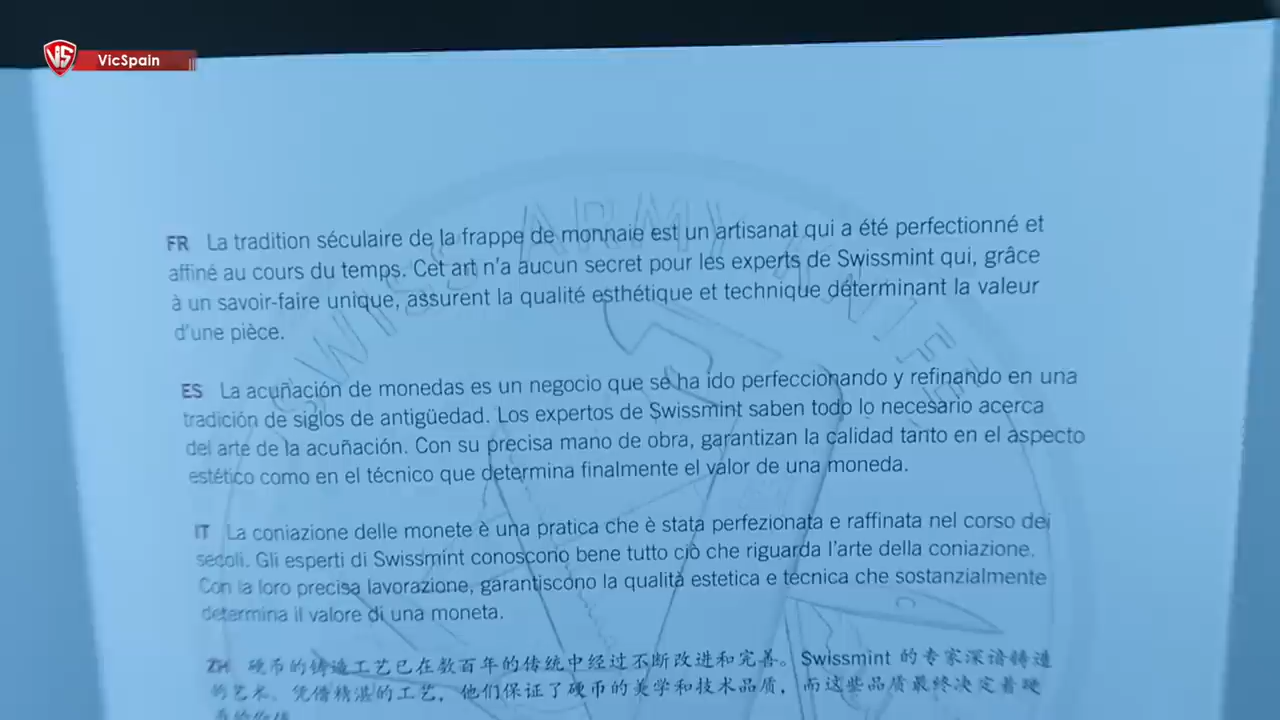 VS
VicSpain
SWISS ARMY KNIFE
FR La tradition séculaire de la frappe de monnaie est un artisanat qui a été perfectionné et
affiné au cours du temps. Cet art n'a aucun secret pour les experts de Swissmint qui, grâce
à un savoir-faire unique, assurent la qualité esthétique et technique déterminant la valeur
d'une pièce.
ES La acuñación de monedas es un negocio que se ha ido perfeccionando y refinando en una
tradición de siglos de antigüedad. Los expertos de Swissmint saben todo lo necesario acerca
del arte de la acuñación. Con su precisa mano de obra, garantizan la calidad tanto en el aspecto
estético como en el técnico que determina finalmente el valor de una moneda.
IT La coniazione delle monete è una pratica che è stata perfezionata e raffinata nel corso dei
secoli. Gli esperti di Swissmint conoscono bene tutto ciò che riguarda l'arte della coniazione.
Con la loro precisa lavorazione, garantiscono la qualità estetica e tecnica che sostanzialmente
determina il valore di una moneta.
ZH 硬币的铸造工艺已在数百年的传统中经过不断改进和完善。Swissmint 的专家深谙铸造
的艺术。凭借精湛的工艺，他们保证了硬币的美学和技术品质，而这些品质最终决定着硬